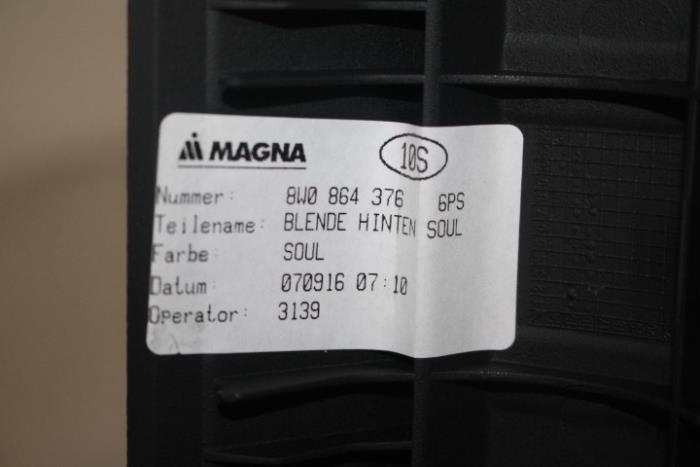 MAGNA 10S
Nummer: 8W0 864 376 6PS
Teilename: BLENDE HINTEN SOUL
Farbe: SOUL
Datum: 070916 07:10
Operator: 3139